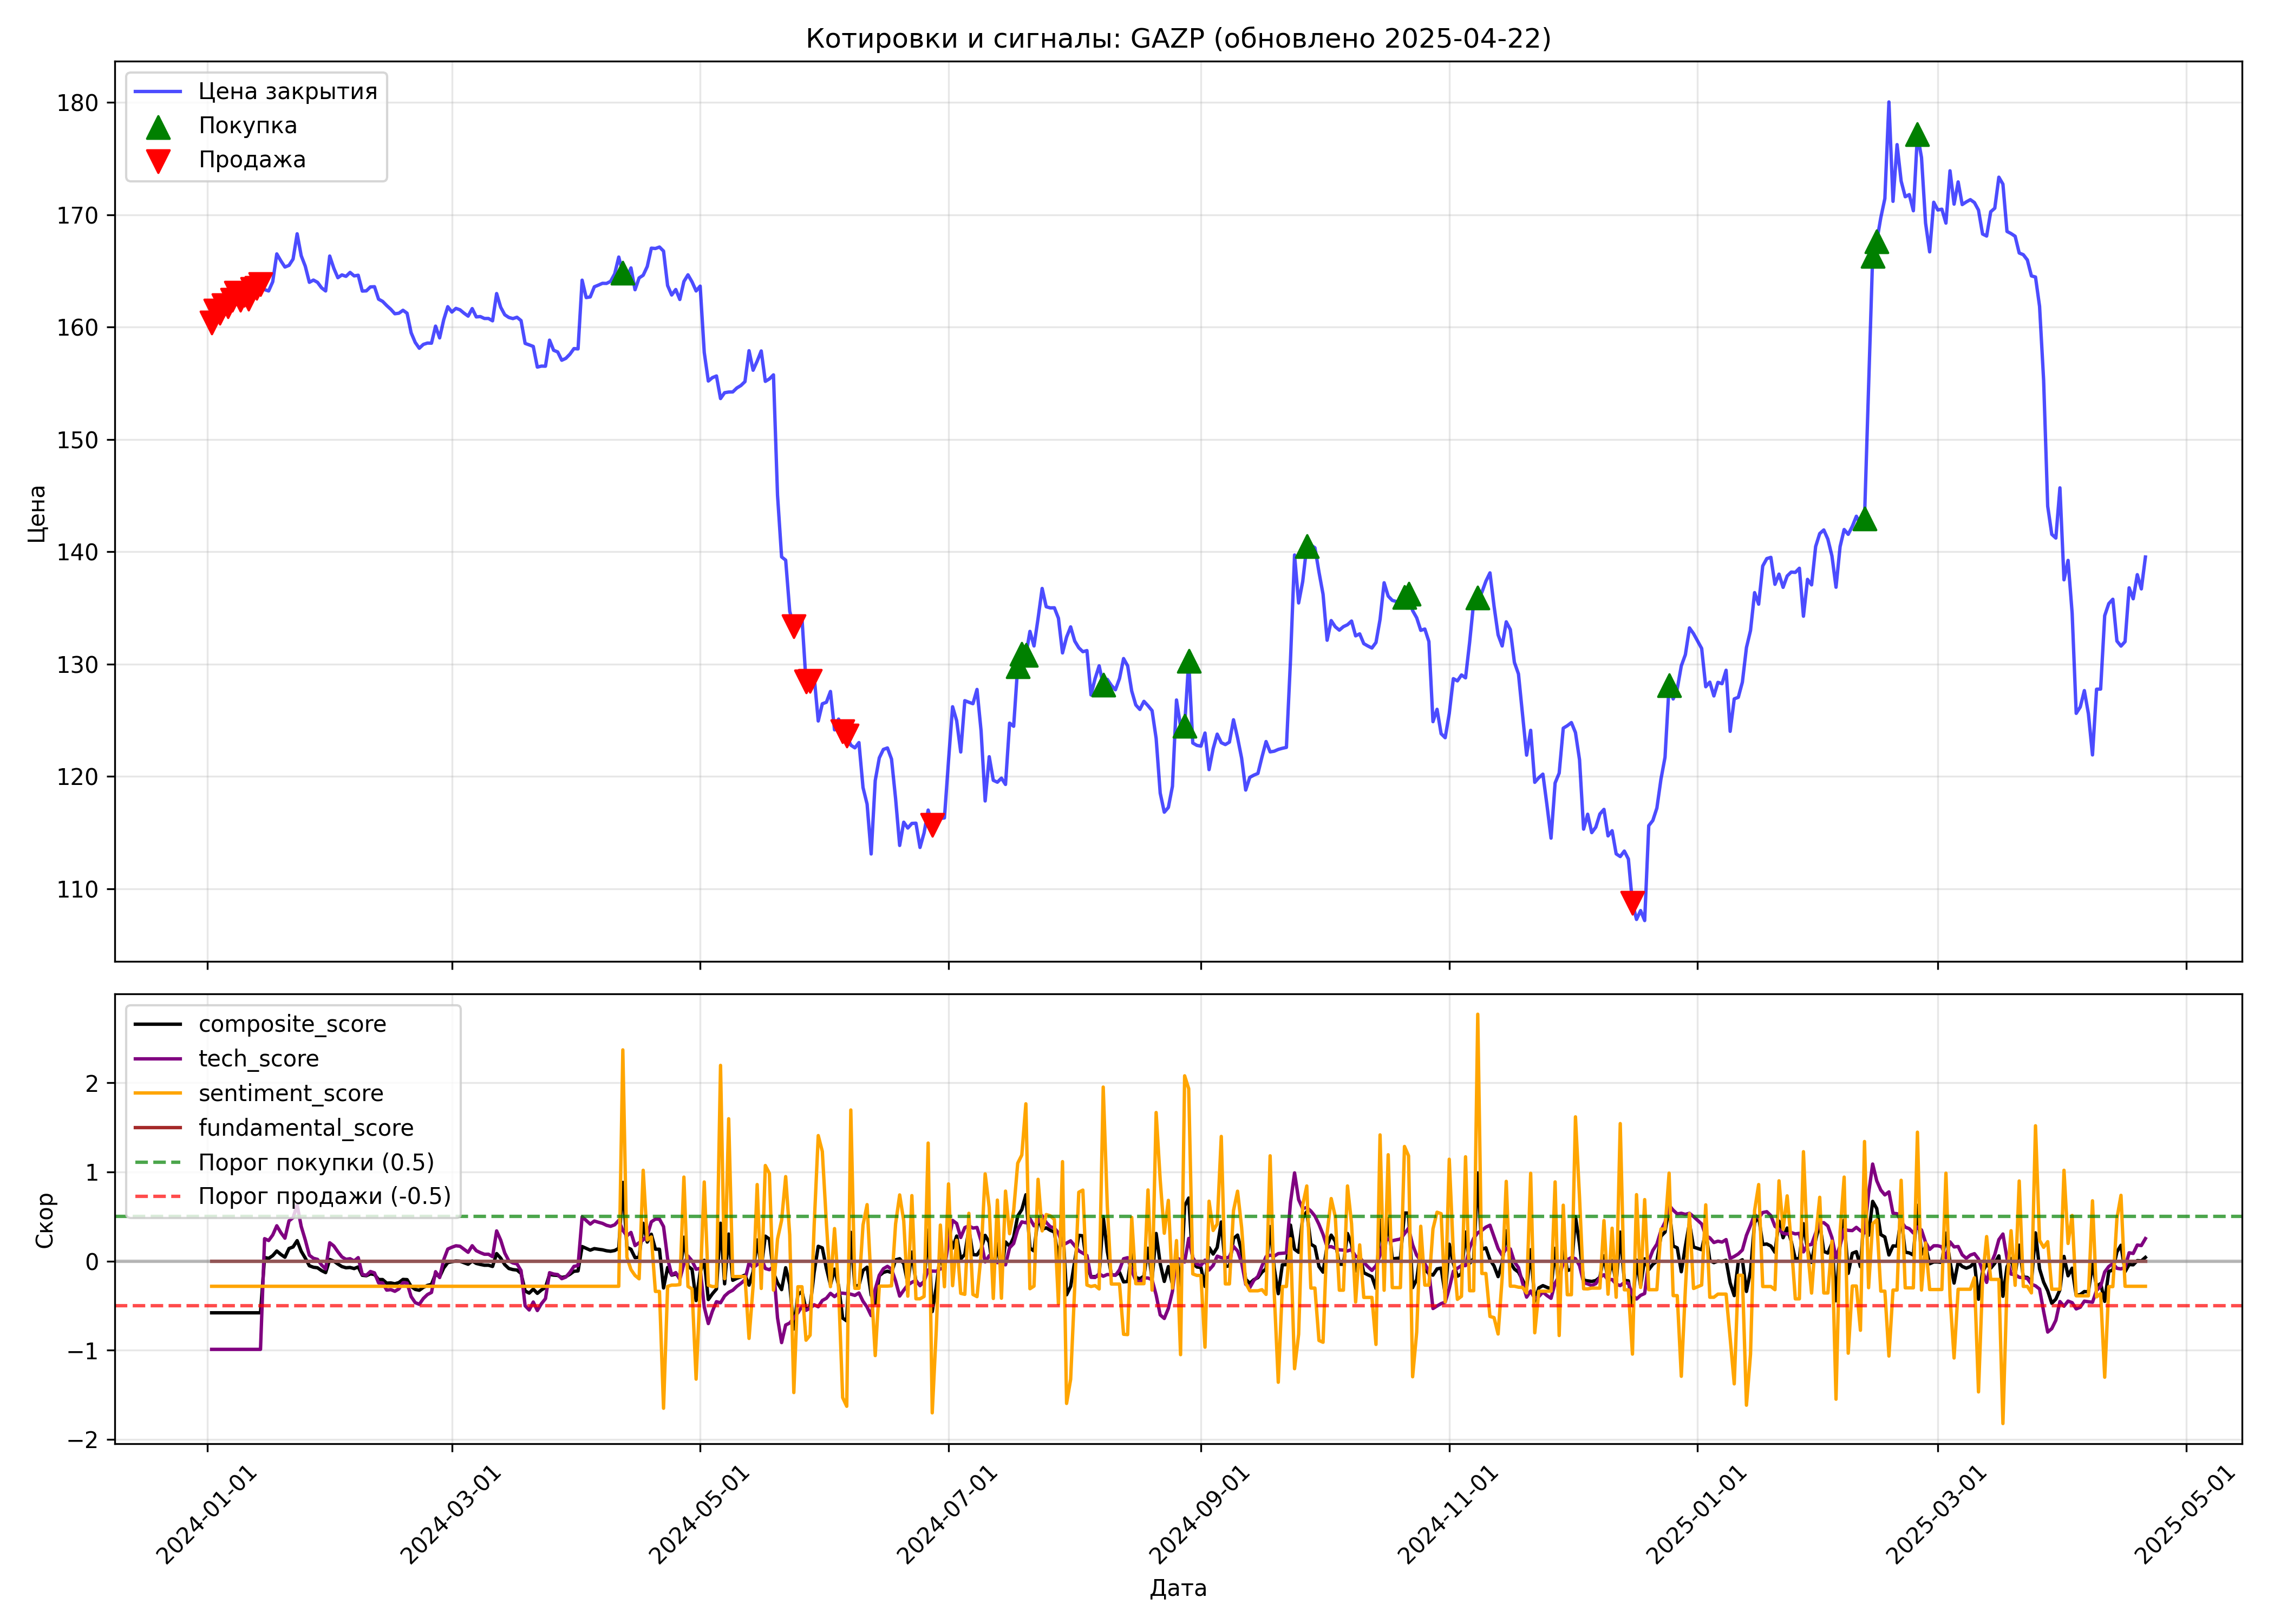 Котировки и сигналы: GAZP (обновлено 2025-04-22)
Цена закрытия
Покупка
Продажа
180
170
160
150
140
130
120
110
Цена
composite_score
tech_score
sentiment_score
fundamental_score
Порог покупки (0.5)
Порог продажи (-0.5)
2
1
0
−1
−2
Скор
2024-01-01
2024-03-01
2024-05-01
2024-07-01
2024-09-01
2024-11-01
2025-01-01
2025-03-01
2025-05-01
Дата